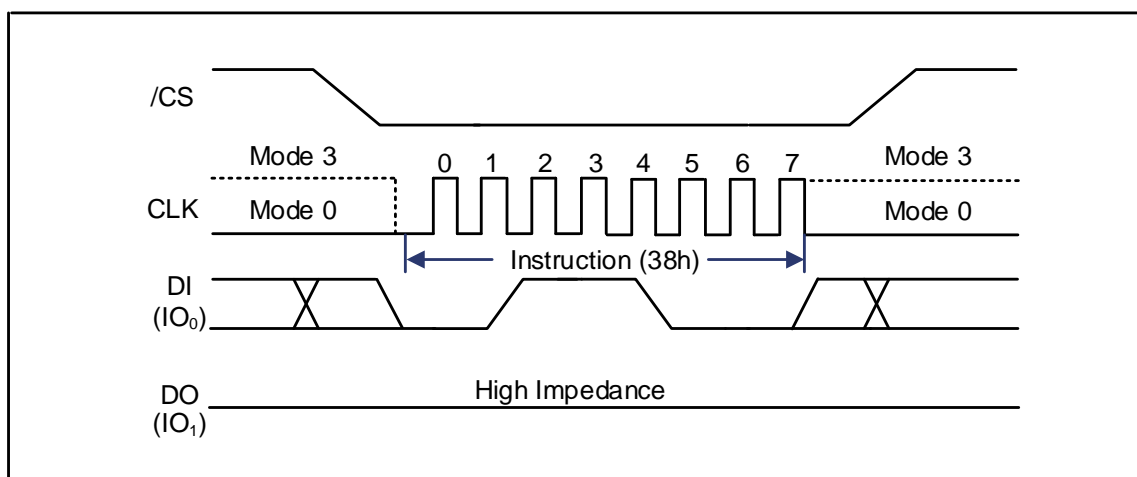 /CS
Mode 3 0 1 2 3 4 5 6 7 Mode 3
CLK Mode 0 Mode 0
Instruction (38h)
DI
(IO₀)
High Impedance
DO
(IO₁)